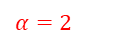 α = 2